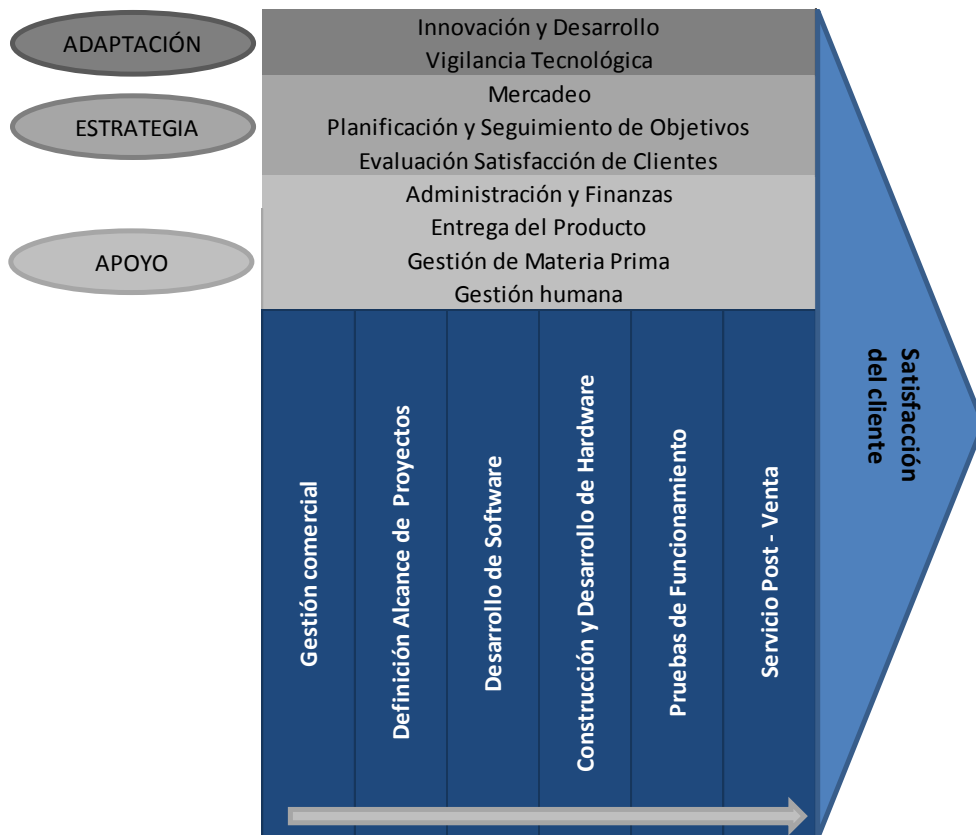 ADAPTACIÓN
Innovación y Desarrollo
Vigilancia Tecnológica
ESTRATEGIA
Mercadeo
Planificación y Seguimiento de Objetivos
Evaluación Satisfacción de Clientes
APOYO
Administración y Finanzas
Entrega del Producto
Gestión de Materia Prima
Gestión humana
Gestión comercial
Definición Alcance de Proyectos
Desarrollo de Software
Construcción y Desarrollo de Hardware
Pruebas de Funcionamiento
Servicio Post - Venta
Satisfacción
del cliente